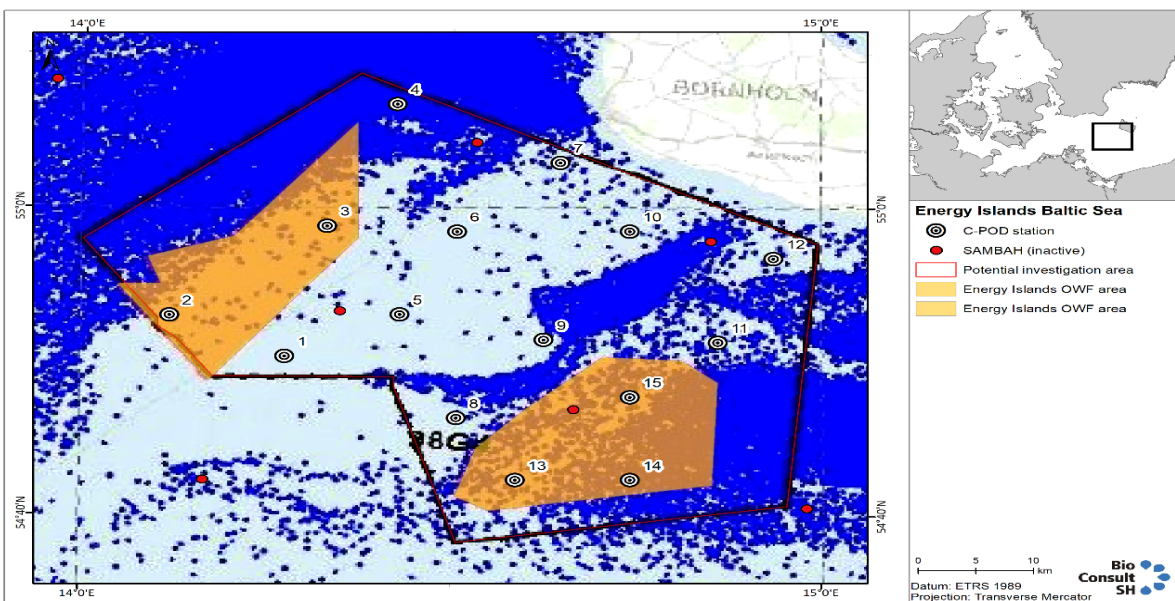 14°0'E
15°0'E
BORNHOLM
4
7
3
6
10
12
2
5
9
11
1
15
8
13
14
55°0'N
55°0'N
54°40'N
54°40'N
14°0'E
15°0'E
Energy Islands Baltic Sea
C-POD station
SAMBAH (inactive)
Potential investigation area
Energy Islands OWF area
Energy Islands OWF area
0 5 10
km
Datum: ETRS 1989
Projection: Transverse Mercator
Bio
Consult
SH